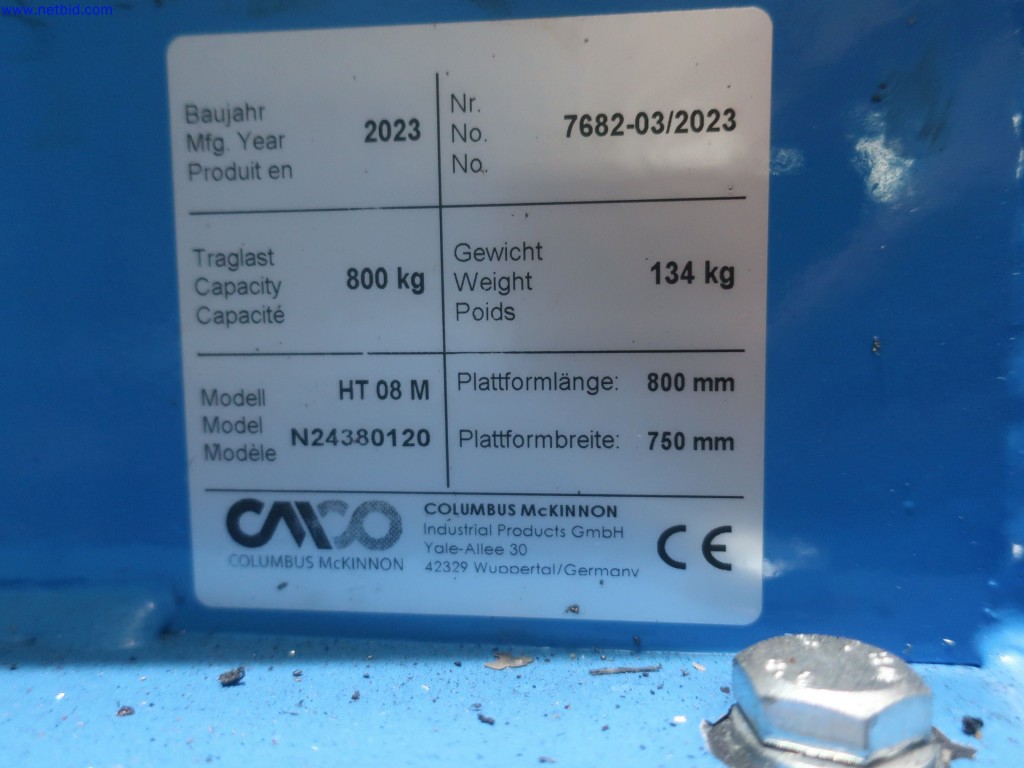 www.netbid.com
Baujahr
Mfg. Year
Produit en
2023
Nr.
No.
No.
7682-03/2023
Traglast
Capacity
Capacité
800 kg
Gewicht
Weight
Poids
134 kg
Modell
Model
Modèle
HT 08 M
N24380120
Plattformlänge: 800 mm
Plattformbreite: 750 mm
CMCO
COLUMBUS McKINNON
COLUMBUS McKINNON
Industrial Products GmbH
Yale-Allee 30
42329 Wuppertal/Germany
CE